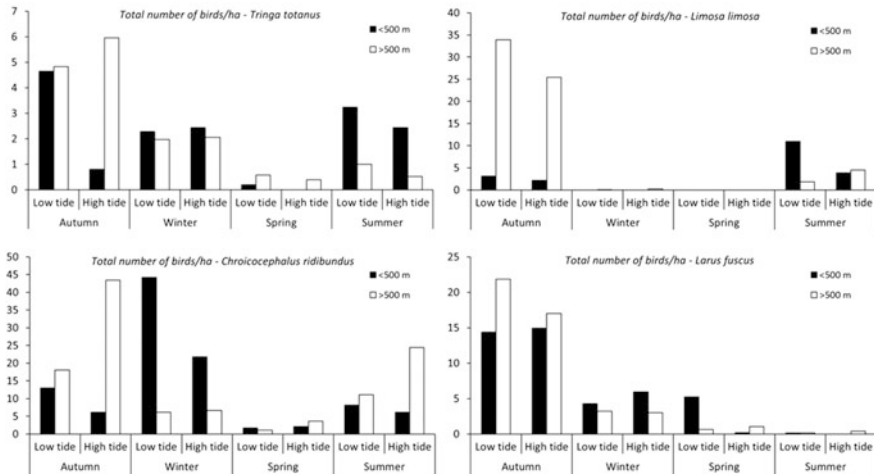 Total number of birds/ha - Tringa totanus
7
6
5
4
3
2
1
0
<500 m
>500 m
Low tide High tide Low tide High tide Low tide High tide Low tide High tide
Autumn Winter Spring Summer
Total number of birds/ha - Limosa limosa
40
35
30
25
20
15
10
5
0
<500 m
>500 m
Low tide High tide Low tide High tide Low tide High tide Low tide High tide
Autumn Winter Spring Summer
Total number of birds/ha - Chroicocephalus ridibundus
50
45
40
35
30
25
20
15
10
5
0
<500 m
>500 m
Low tide High tide Low tide High tide Low tide High tide Low tide High tide
Autumn Winter Spring Summer
Total number of birds/ha - Larus fuscus
25
20
15
10
5
0
<500 m
>500 m
Low tide High tide Low tide High tide Low tide High tide Low tide High tide
Autumn Winter Spring Summer